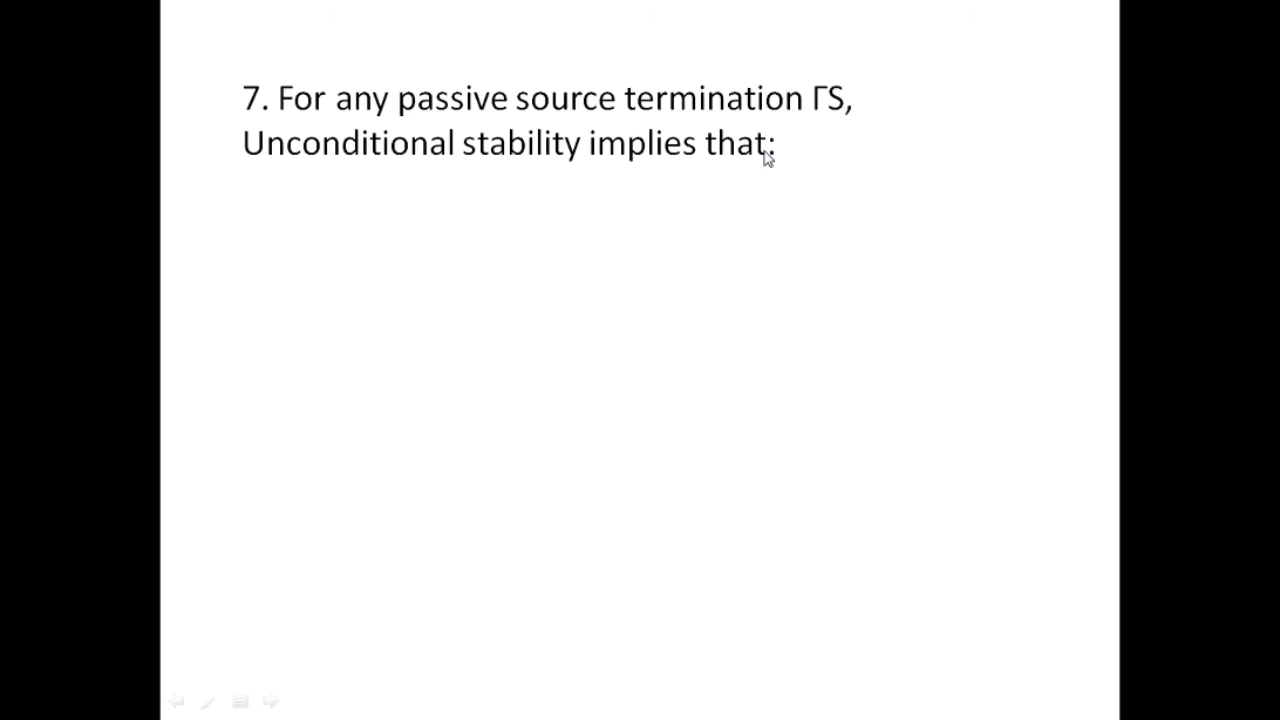 7. For any passive source termination ΓS,
Unconditional stability implies that: